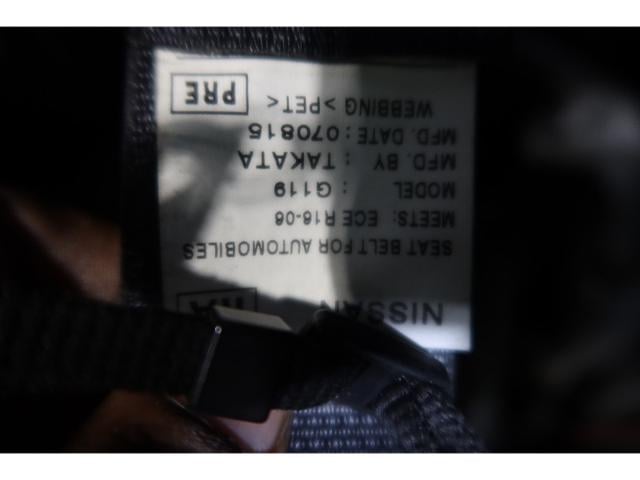 NISSAN
SEAT BELT FOR AUTOMOBILES
MEETS: ECE R16-06
MODEL : G119
MFD. BY : TAKATA
MFD. DATE: 070815
WEBBING >PET< PRE